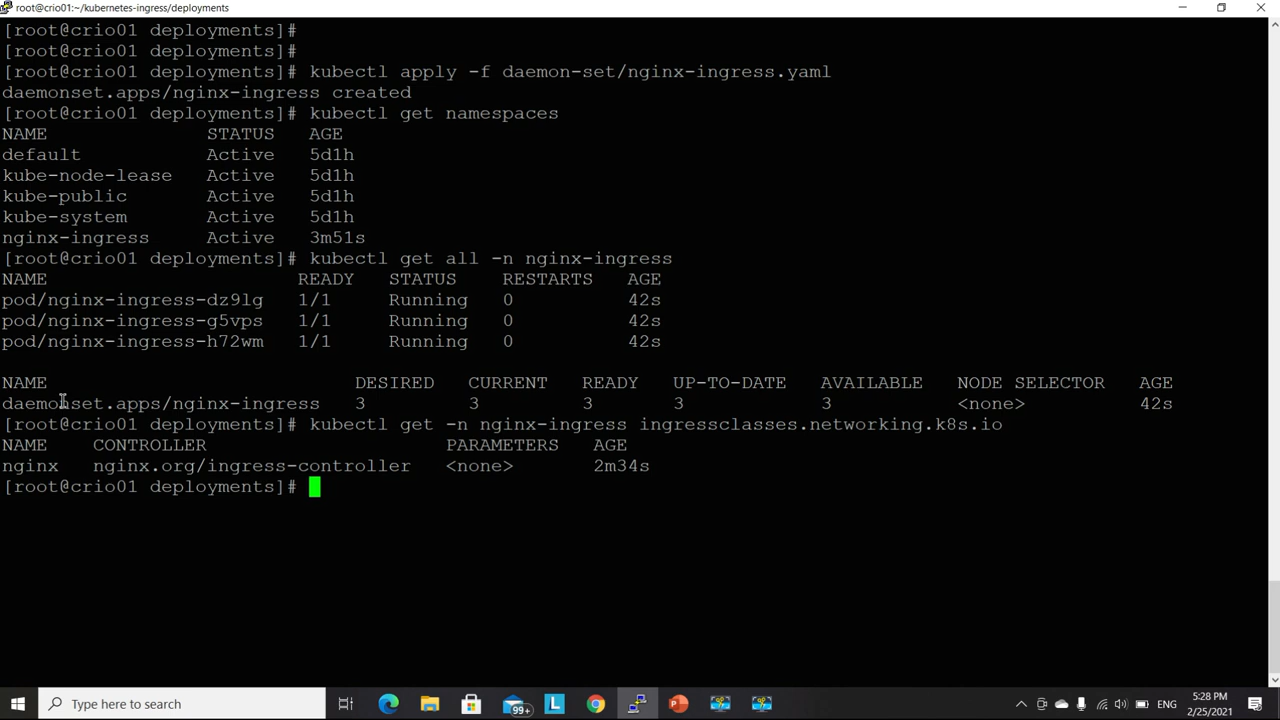 root@crio01:~/kubernetes-ingress/deployments
[root@crio01 deployments]#
[root@crio01 deployments]#
[root@crio01 deployments]# kubectl apply -f daemon-set/nginx-ingress.yaml
daemonset.apps/nginx-ingress created
[root@crio01 deployments]# kubectl get namespaces
NAME STATUS AGE
default Active 5d1h
kube-node-lease Active 5d1h
kube-public Active 5d1h
kube-system Active 5d1h
nginx-ingress Active 3m51s
[root@crio01 deployments]# kubectl get all -n nginx-ingress
NAME READY STATUS RESTARTS AGE
pod/nginx-ingress-dz9lg 1/1 Running 0 42s
pod/nginx-ingress-g5vps 1/1 Running 0 42s
pod/nginx-ingress-h72wm 1/1 Running 0 42s
NAME DESIRED CURRENT READY UP-TO-DATE AVAILABLE NODE SELECTOR AGE
daemonset.apps/nginx-ingress 3 3 3 3 3 <none> 42s
[root@crio01 deployments]# kubectl get -n nginx-ingress ingressclasses.networking.k8s.io
NAME CONTROLLER PARAMETERS AGE
nginx nginx.org/ingress-controller <none> 2m34s
[root@crio01 deployments]#
Type here to search
99+
L
P
ENG
5:28 PM
2/25/2021